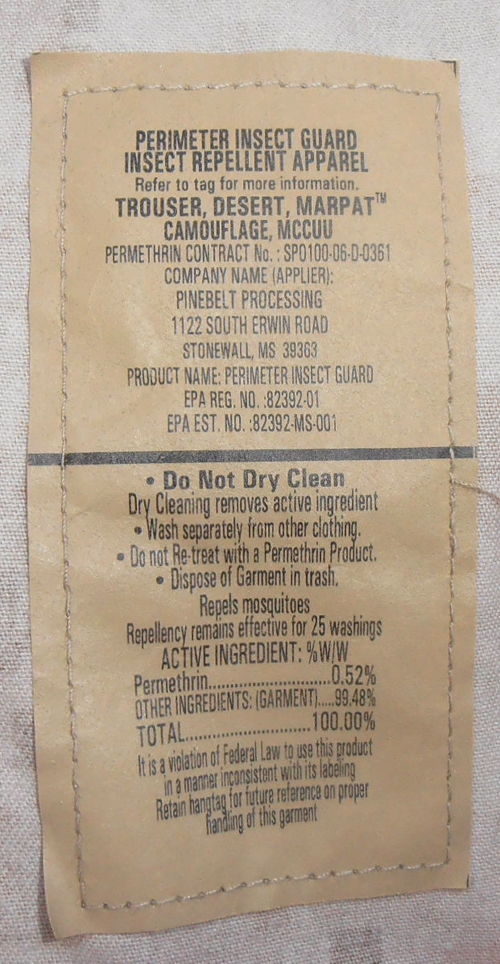 PERIMETER INSECT GUARD
INSECT REPELLENT APPAREL
Refer to tag for more information.
TROUSER, DESERT, MARPAT™
CAMOUFLAGE, MCCUU
PERMETHRIN CONTRACT No. : SP0100-06-D-0361
COMPANY NAME (APPLIER):
PINEBELT PROCESSING
1122 SOUTH ERWIN ROAD
STONEWALL, MS 39363
PRODUCT NAME: PERIMETER INSECT GUARD
EPA REG. NO. :82392-01
EPA EST. NO. :82392-MS-001
• Do Not Dry Clean
Dry Cleaning removes active ingredient
• Wash separately from other clothing.
• Do not Re-treat with a Permethrin Product.
• Dispose of Garment in trash.
Repels mosquitoes
Repellency remains effective for 25 washings
ACTIVE INGREDIENT: %W/W
Permethrin............................0.52%
OTHER INGREDIENTS: (GARMENT).....99.48%
TOTAL............................100.00%
It is a violation of Federal Law to use this product
in a manner inconsistent with its labeling
Retain hangtag for future reference on proper
handling of this garment